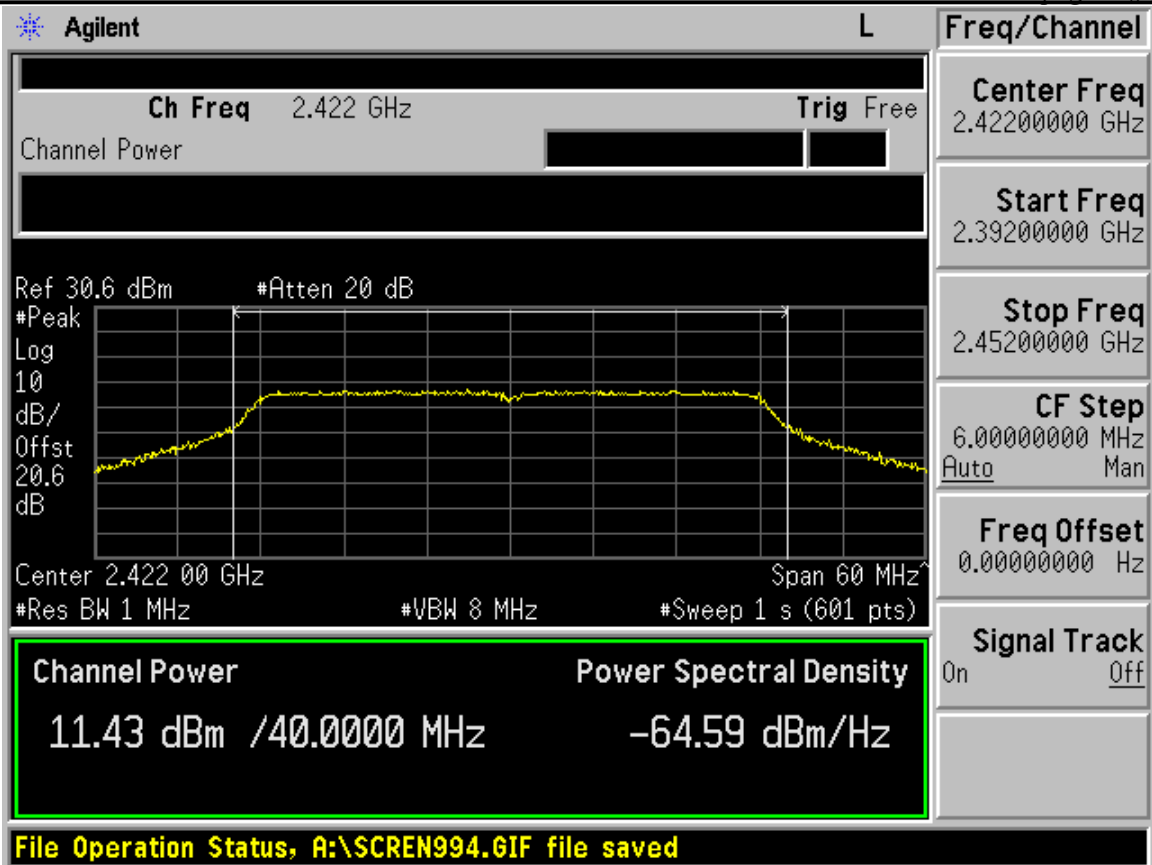 Agilent L Freq/Channel
Ch Freq 2.422 GHz Trig Free
Channel Power
Center Freq
2.42200000 GHz
Start Freq
2.39200000 GHz
Stop Freq
2.45200000 GHz
CF Step
6.00000000 MHz
Auto Man
Freq Offset
0.00000000 Hz
Signal Track
On Off
Ref 30.6 dBm #Atten 20 dB
#Peak
Log
10
dB/
Offst
20.6
dB
Center 2.422 00 GHz Span 60 MHz^
#Res BW 1 MHz #VBW 8 MHz #Sweep 1 s (601 pts)
Channel Power Power Spectral Density
11.43 dBm /40.0000 MHz -64.59 dBm/Hz
File Operation Status, A:\SCREN994.GIF file saved